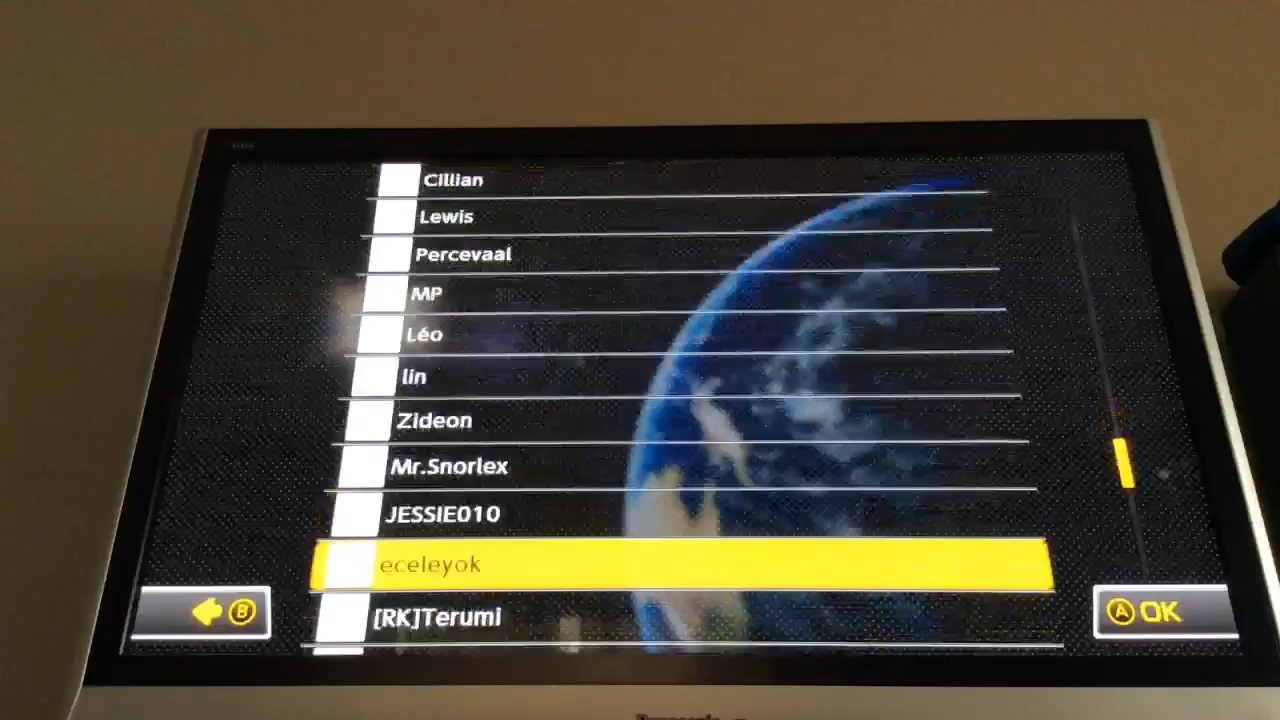 Cillian
Lewis
Percevaal
MP
Léo
lin
Zideon
Mr.Snorlex
JESSIE010
eceleyok
[RK]Terumi
B
A OK